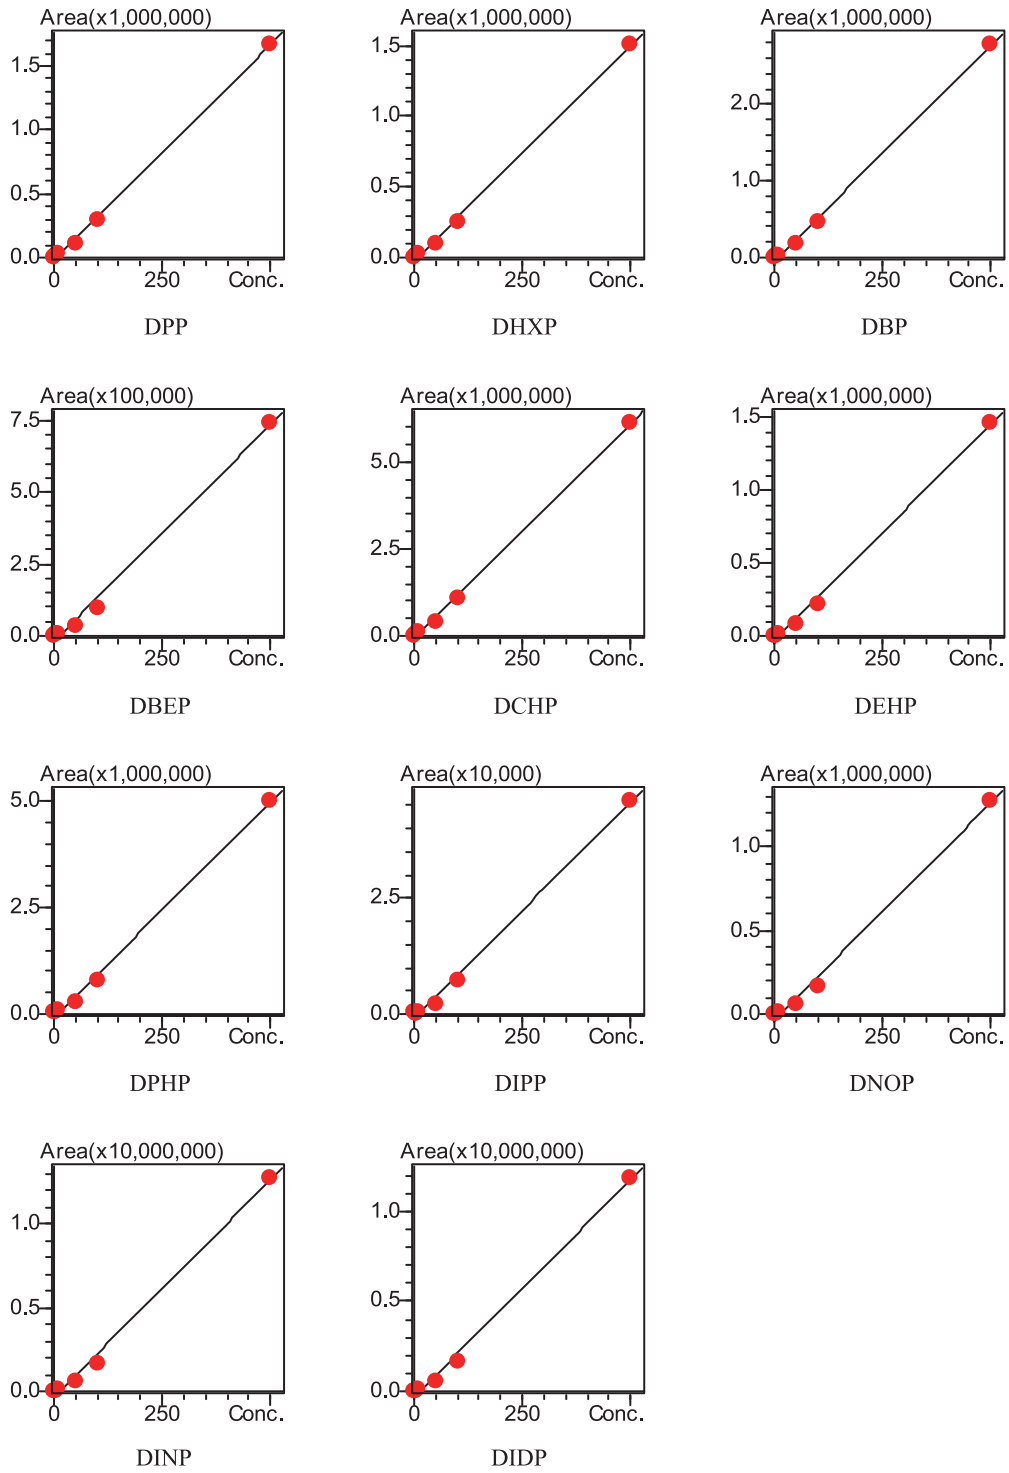 Area(x1,000,000)
1.5
1.0
0.5
0.0
0 250 Conc.
DPP
Area(x1,000,000)
1.5
1.0
0.5
0.0
0 250 Conc.
DHXP
Area(x1,000,000)
2.0
1.0
0.0
0 250 Conc.
DBP
Area(x100,000)
7.5
5.0
2.5
0.0
0 250 Conc.
DBEP
Area(x1,000,000)
5.0
2.5
0.0
0 250 Conc.
DCHP
Area(x1,000,000)
1.5
1.0
0.5
0.0
0 250 Conc.
DEHP
Area(x1,000,000)
5.0
2.5
0.0
0 250 Conc.
DPHP
Area(x10,000)
2.5
0.0
0 250 Conc.
DIPP
Area(x1,000,000)
1.0
0.5
0.0
0 250 Conc.
DNOP
Area(x10,000,000)
1.0
0.5
0.0
0 250 Conc.
DINP
Area(x10,000,000)
1.0
0.5
0.0
0 250 Conc.
DIDP